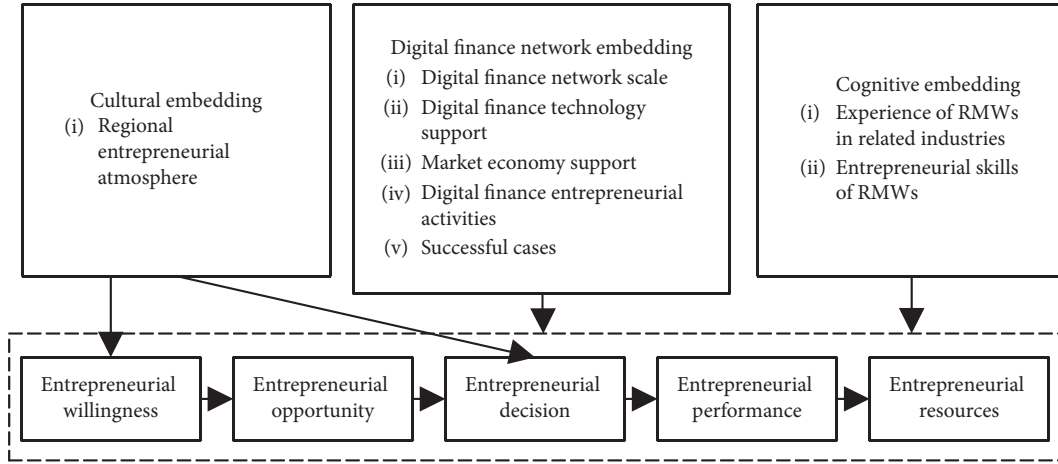 Cultural embedding
(i) Regional
entrepreneurial
atmosphere
Digital finance network embedding
(i) Digital finance network scale
(ii) Digital finance technology
support
(iii) Market economy support
(iv) Digital finance entrepreneurial
activities
(v) Successful cases
Cognitive embedding
(i) Experience of RMWs
in related industries
(ii) Entrepreneurial skills
of RMWs
Entrepreneurial
willingness
Entrepreneurial
opportunity
Entrepreneurial
decision
Entrepreneurial
performance
Entrepreneurial
resources